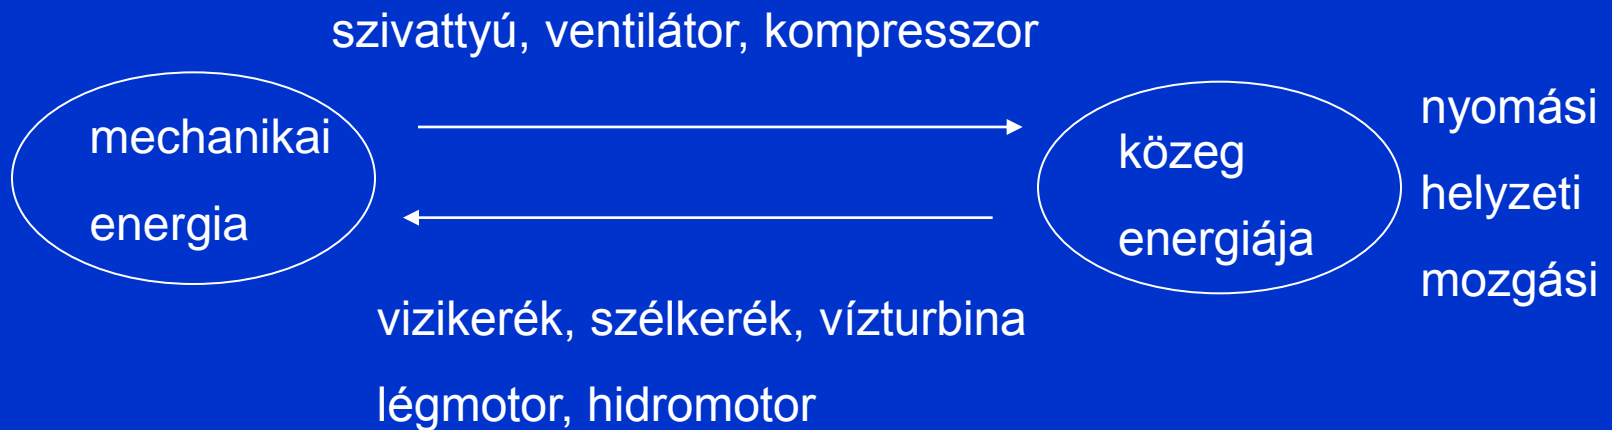 szivattyú, ventilátor, kompresszor
mechanikai
energia
közeg
energiája
nyomási
helyzeti
mozgási
vizikerék, szélkerék, vízturbina
légmotor, hidromotor